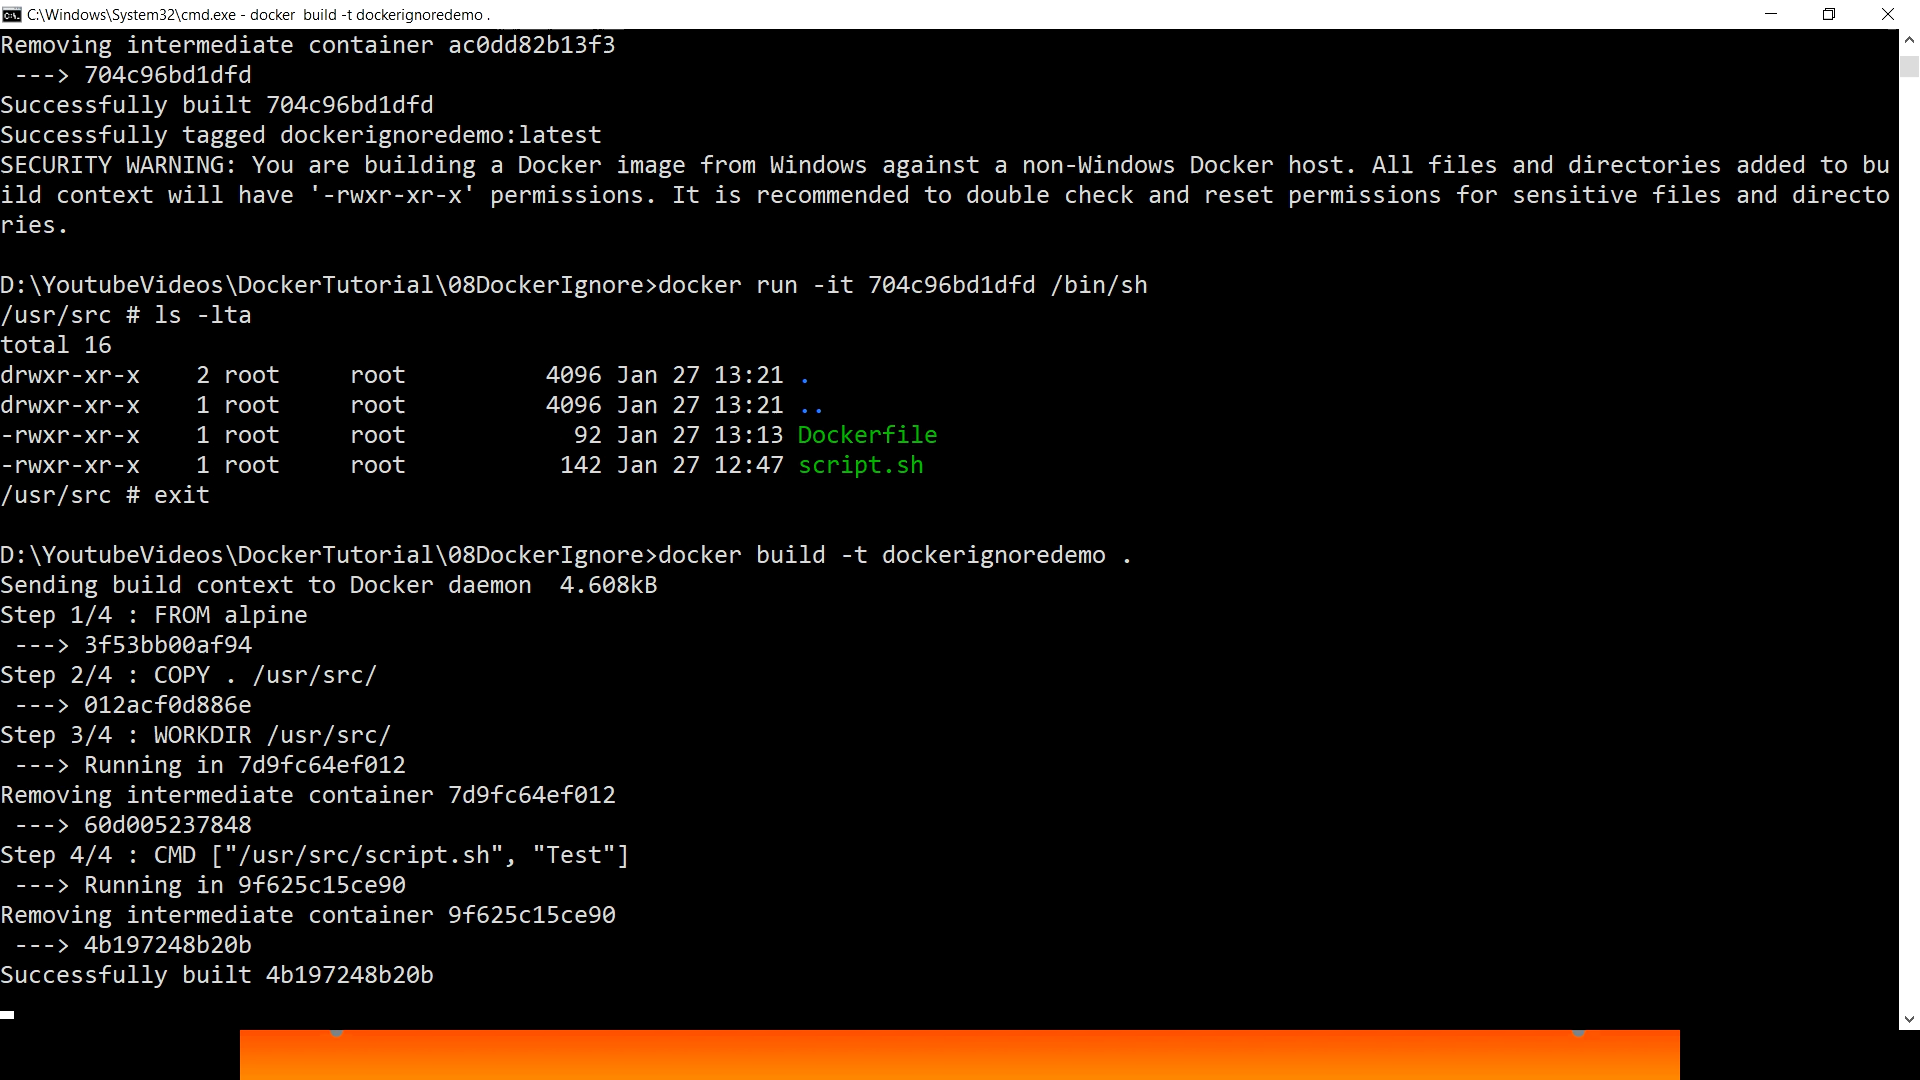 C:\Windows\System32\cmd.exe - docker  build -t dockerignoredemo .
Removing intermediate container ac0dd82b13f3
 ---> 704c96bd1dfd
Successfully built 704c96bd1dfd
Successfully tagged dockerignoredemo:latest
SECURITY WARNING: You are building a Docker image from Windows against a non-Windows Docker host. All files and directories added to bu
ild context will have '-rwxr-xr-x' permissions. It is recommended to double check and reset permissions for sensitive files and directo
ries.
D:\YoutubeVideos\DockerTutorial\08DockerIgnore>docker run -it 704c96bd1dfd /bin/sh
/usr/src # ls -lta
total 16
drwxr-xr-x    2 root     root          4096 Jan 27 13:21 .
drwxr-xr-x    1 root     root          4096 Jan 27 13:21 ..
-rwxr-xr-x    1 root     root            92 Jan 27 13:13 Dockerfile
-rwxr-xr-x    1 root     root           142 Jan 27 12:47 script.sh
/usr/src # exit
D:\YoutubeVideos\DockerTutorial\08DockerIgnore>docker build -t dockerignoredemo .
Sending build context to Docker daemon  4.608kB
Step 1/4 : FROM alpine
 ---> 3f53bb00af94
Step 2/4 : COPY . /usr/src/
 ---> 012acf0d886e
Step 3/4 : WORKDIR /usr/src/
 ---> Running in 7d9fc64ef012
Removing intermediate container 7d9fc64ef012
 ---> 60d005237848
Step 4/4 : CMD ["/usr/src/script.sh", "Test"]
 ---> Running in 9f625c15ce90
Removing intermediate container 9f625c15ce90
 ---> 4b197248b20b
Successfully built 4b197248b20b